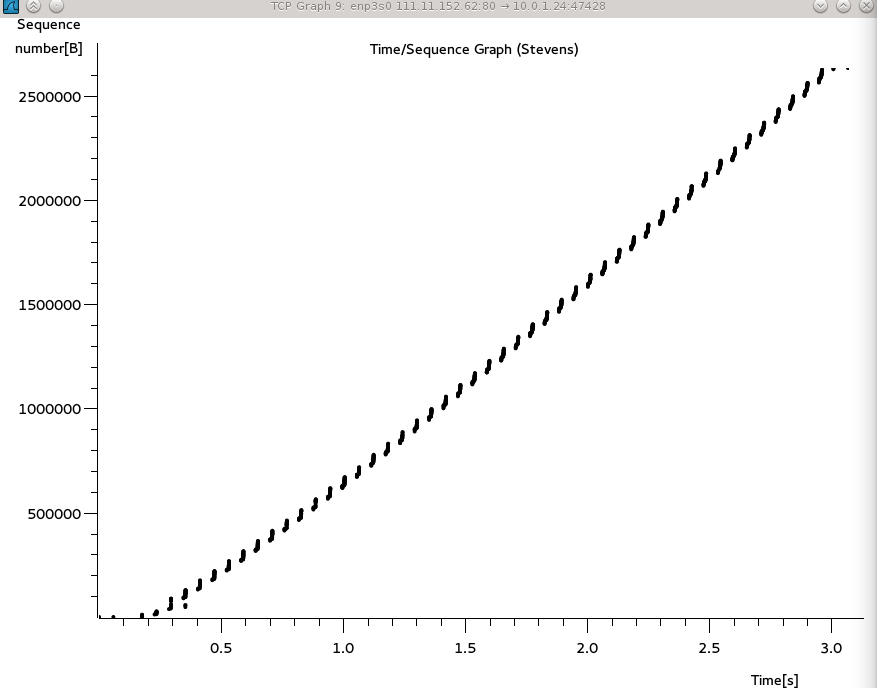 TCP Graph 9: enp3s0 111.11.152.62:80 → 10.0.1.24:47428
Sequence
number[B]
Time/Sequence Graph (Stevens)
2500000
2000000
1500000
1000000
500000
0.5 1.0 1.5 2.0 2.5 3.0
Time[s]